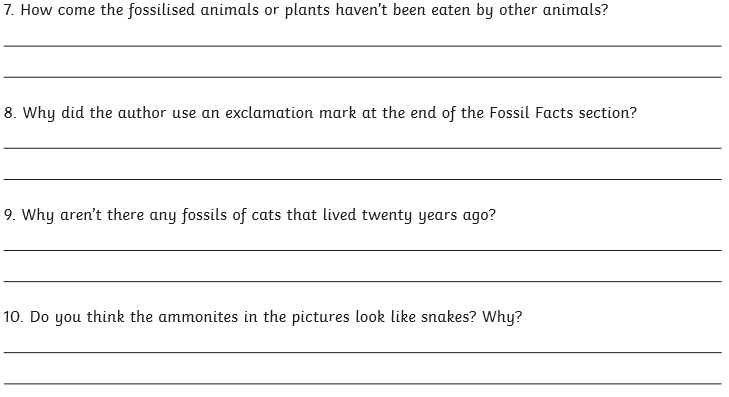 7. How come the fossilised animals or plants haven't been eaten by other animals?
8. Why did the author use an exclamation mark at the end of the Fossil Facts section?
9. Why aren't there any fossils of cats that lived twenty years ago?
10. Do you think the ammonites in the pictures look like snakes? Why?